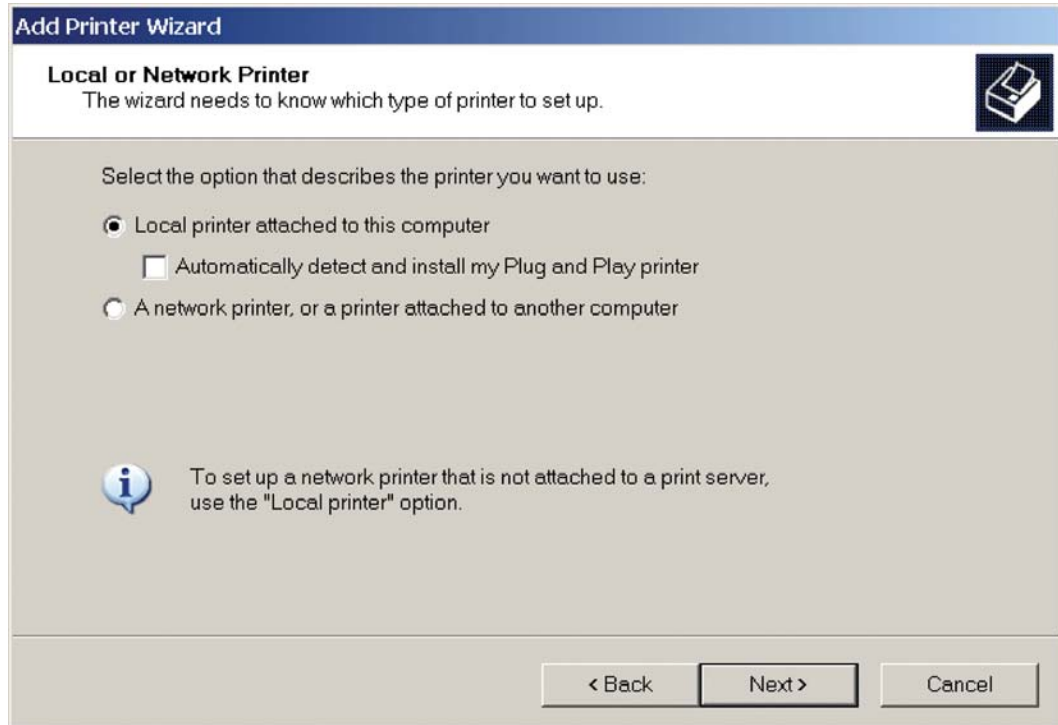 Add Printer Wizard
Local or Network Printer
The wizard needs to know which type of printer to set up.
Select the option that describes the printer you want to use:
Local printer attached to this computer
Automatically detect and install my Plug and Play printer
A network printer, or a printer attached to another computer
To set up a network printer that is not attached to a print server,
use the "Local printer" option.
< Back Next > Cancel